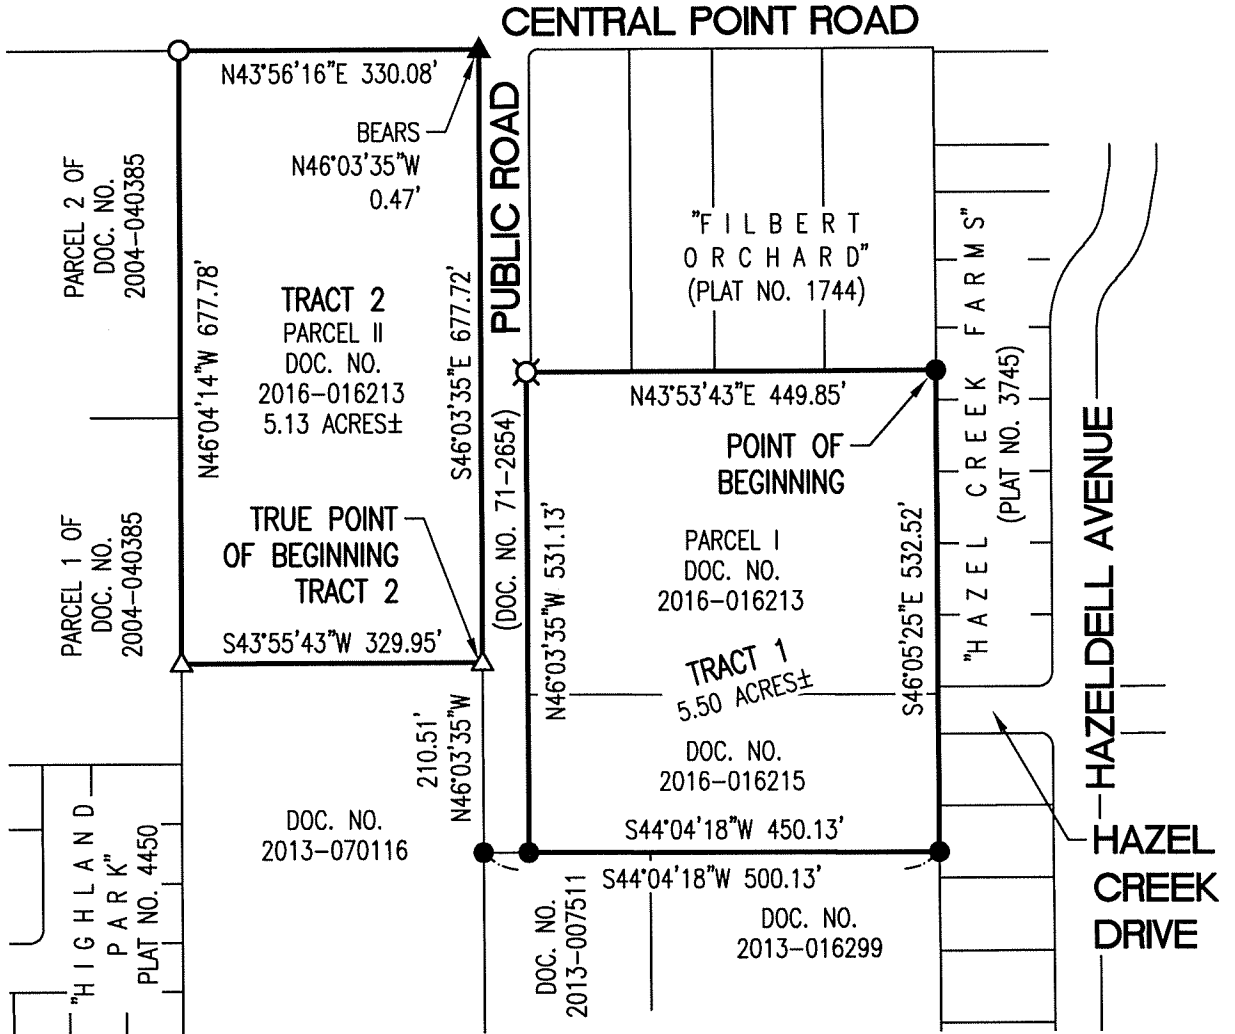 CENTRAL POINT ROAD
N43°56'16"E 330.08'
BEARS
N46°03'35"W
0.47'
PUBLIC ROAD
(DOC. NO. 71-2654)
PARCEL 2 OF
DOC. NO.
2004-040385
N46°04'14"W 677.78'
TRACT 2
PARCEL II
DOC. NO.
2016-016213
5.13 ACRES±
S46°03'35"E 677.72'
"FILBERT
ORCHARD"
(PLAT NO. 1744)
"HAZEL CREEK FARMS"
(PLAT NO. 3745)
HAZELDELL AVENUE
N43°53'43"E 449.85'
POINT OF
BEGINNING
PARCEL 1 OF
DOC. NO.
2004-040385
TRUE POINT
OF BEGINNING
TRACT 2
S43°55'43"W 329.95'
N46°03'35"W 531.13'
PARCEL I
DOC. NO.
2016-016213
TRACT 1
5.50 ACRES±
S46°05'25"E 532.52'
210.51'
N46°03'35"W
DOC. NO.
2016-016215
"HIGHLAND
PARK"
PLAT NO. 4450
DOC. NO.
2013-070116
S44°04'18"W 450.13'
S44°04'18"W 500.13'
DOC. NO.
2013-007511
DOC. NO.
2013-016299
HAZEL
CREEK
DRIVE